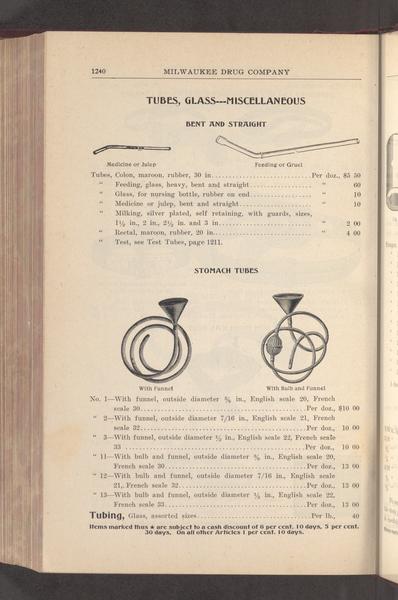 1240 MILWAUKEE DRUG COMPANY
TUBES, GLASS---MISCELLANEOUS
BENT AND STRAIGHT
Medicine or Julep Feeding or Gruel
Tubes, Colon, maroon, rubber, 30 in. Per doz., $5 50
" Feeding, glass, heavy, bent and straight " 60
" Glass, for nursing bottle, rubber on end " 10
" Medicine or julep, bent and straight " 10
" Milking, silver plated, self retaining, with guards, sizes,
1½ in., 2 in., 2½ in. and 3 in. " 2 00
" Rectal, maroon, rubber, 20 in. " 4 00
" Test, see Test Tubes, page 1211.
STOMACH TUBES
With Funnel With Bulb and Funnel
No. 1—With funnel, outside diameter ⅜ in., English scale 20, French
scale 30 Per doz., $10 00
" 2—With funnel, outside diameter 7/16 in., English scale 21, French
scale 32 Per doz., 10 00
" 3—With funnel, outside diameter ½ in., English scale 22, French scale
33 Per doz., 10 00
" 11—With bulb and funnel, outside diameter ⅜ in., English scale 20,
French scale 30 Per doz., 13 00
" 12—With bulb and funnel, outside diameter 7/16 in., English scale
21, French scale 32 Per doz., 13 00
" 13—With bulb and funnel, outside diameter ½ in., English scale 22,
French scale 33 Per doz., 13 00
Tubing, Glass, assorted sizes Per lb., 40
Items marked thus ★ are subject to a cash discount of 6 per cent. 10 days, 5 per cent.
30 days. On all other Articles 1 per cent. 10 days.